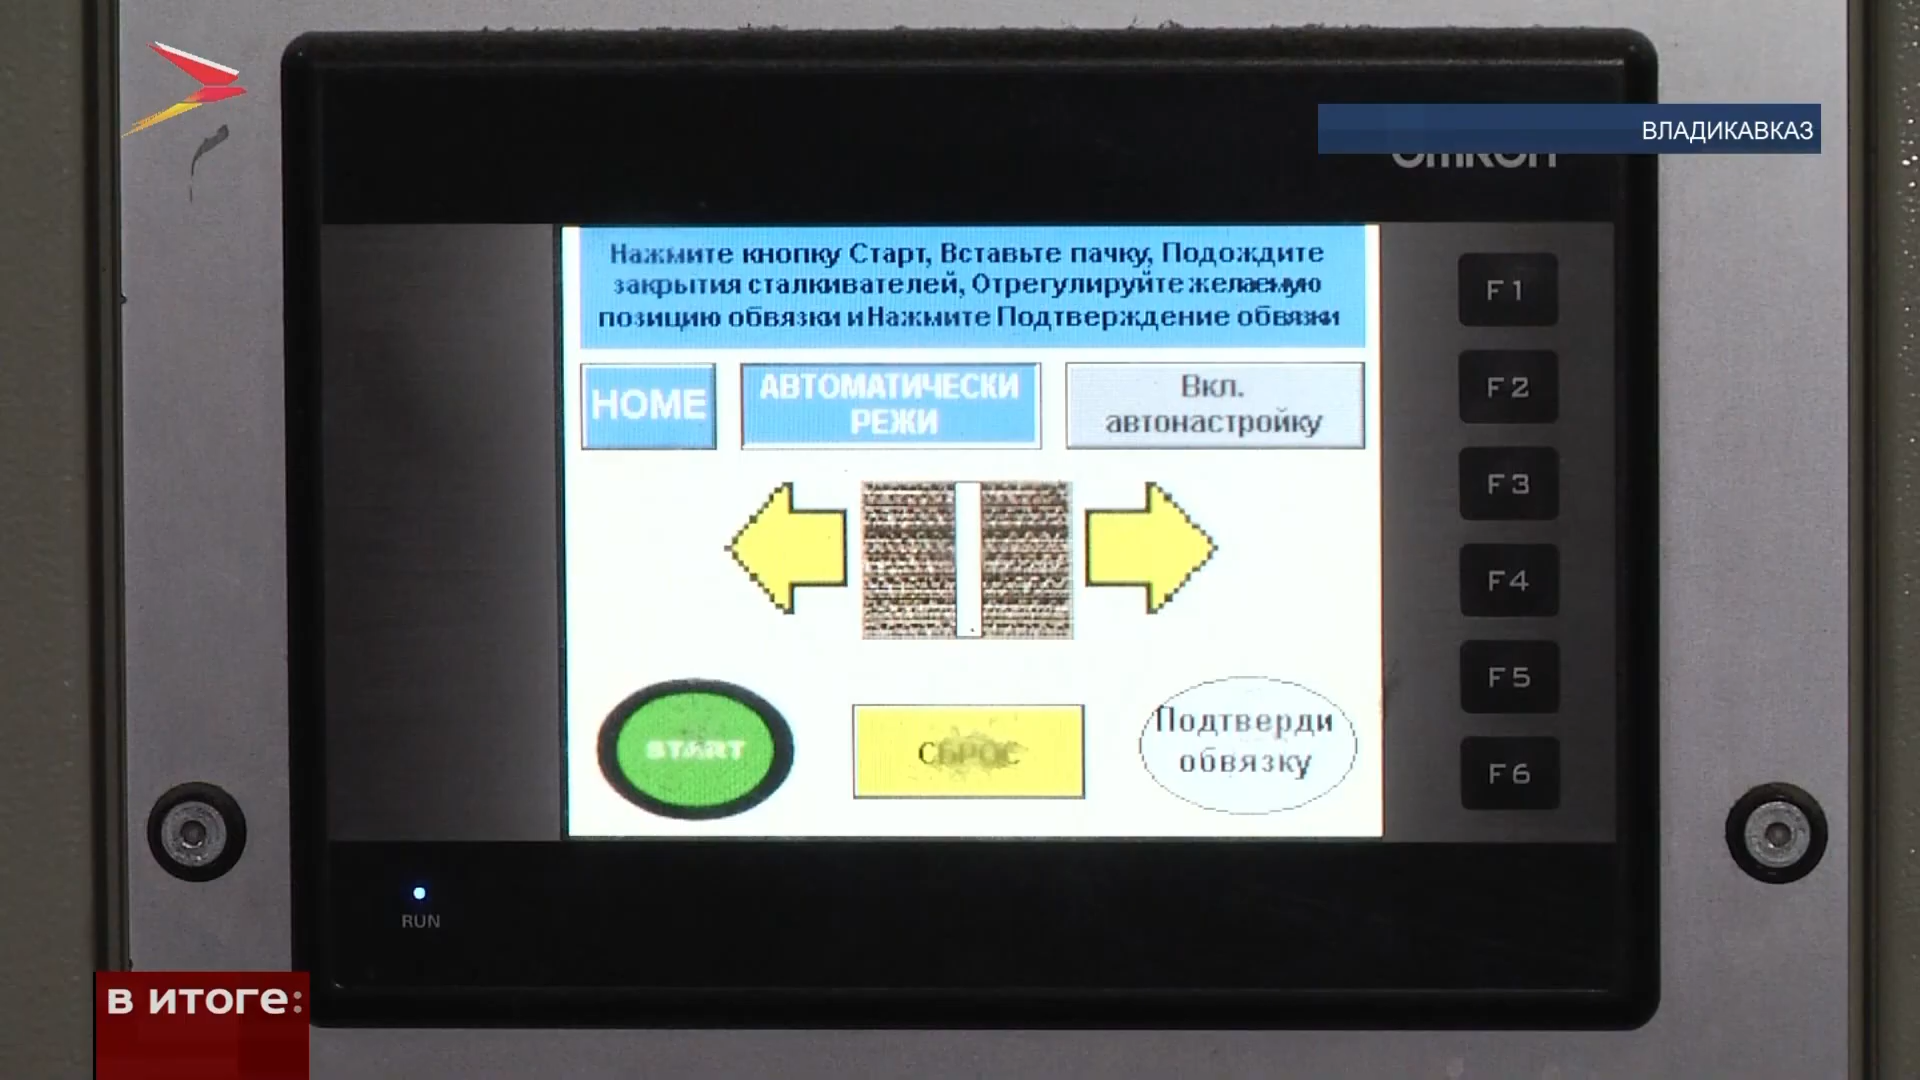 ВЛАДИКАВКАЗ
OMRON
Нажмите кнопку Старт, Вставьте пачку, Подождите
закрытия сталкивателей, Отрегулируйте желаемую
позицию обвязки и Нажмите Подтверждение обвязки
HOME
АВТОМАТИЧЕСКИ
РЕЖИ
Вкл.
автонастройку
START
СБРОС
Подтверди
обвязку
F1
F2
F3
F4
F5
F6
RUN
в итоге: